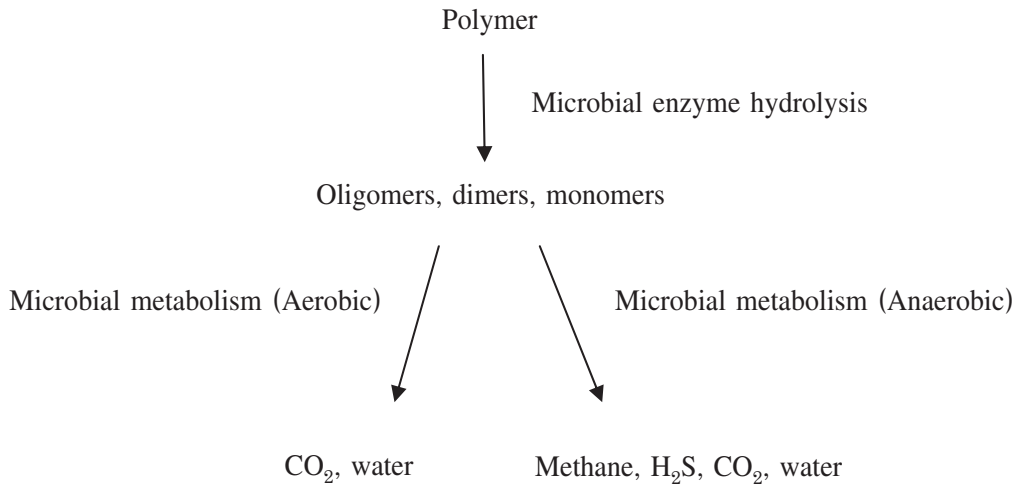 Polymer
Microbial enzyme hydrolysis
Oligomers, dimers, monomers
Microbial metabolism (Aerobic)
Microbial metabolism (Anaerobic)
CO₂, water
Methane, H₂S, CO₂, water